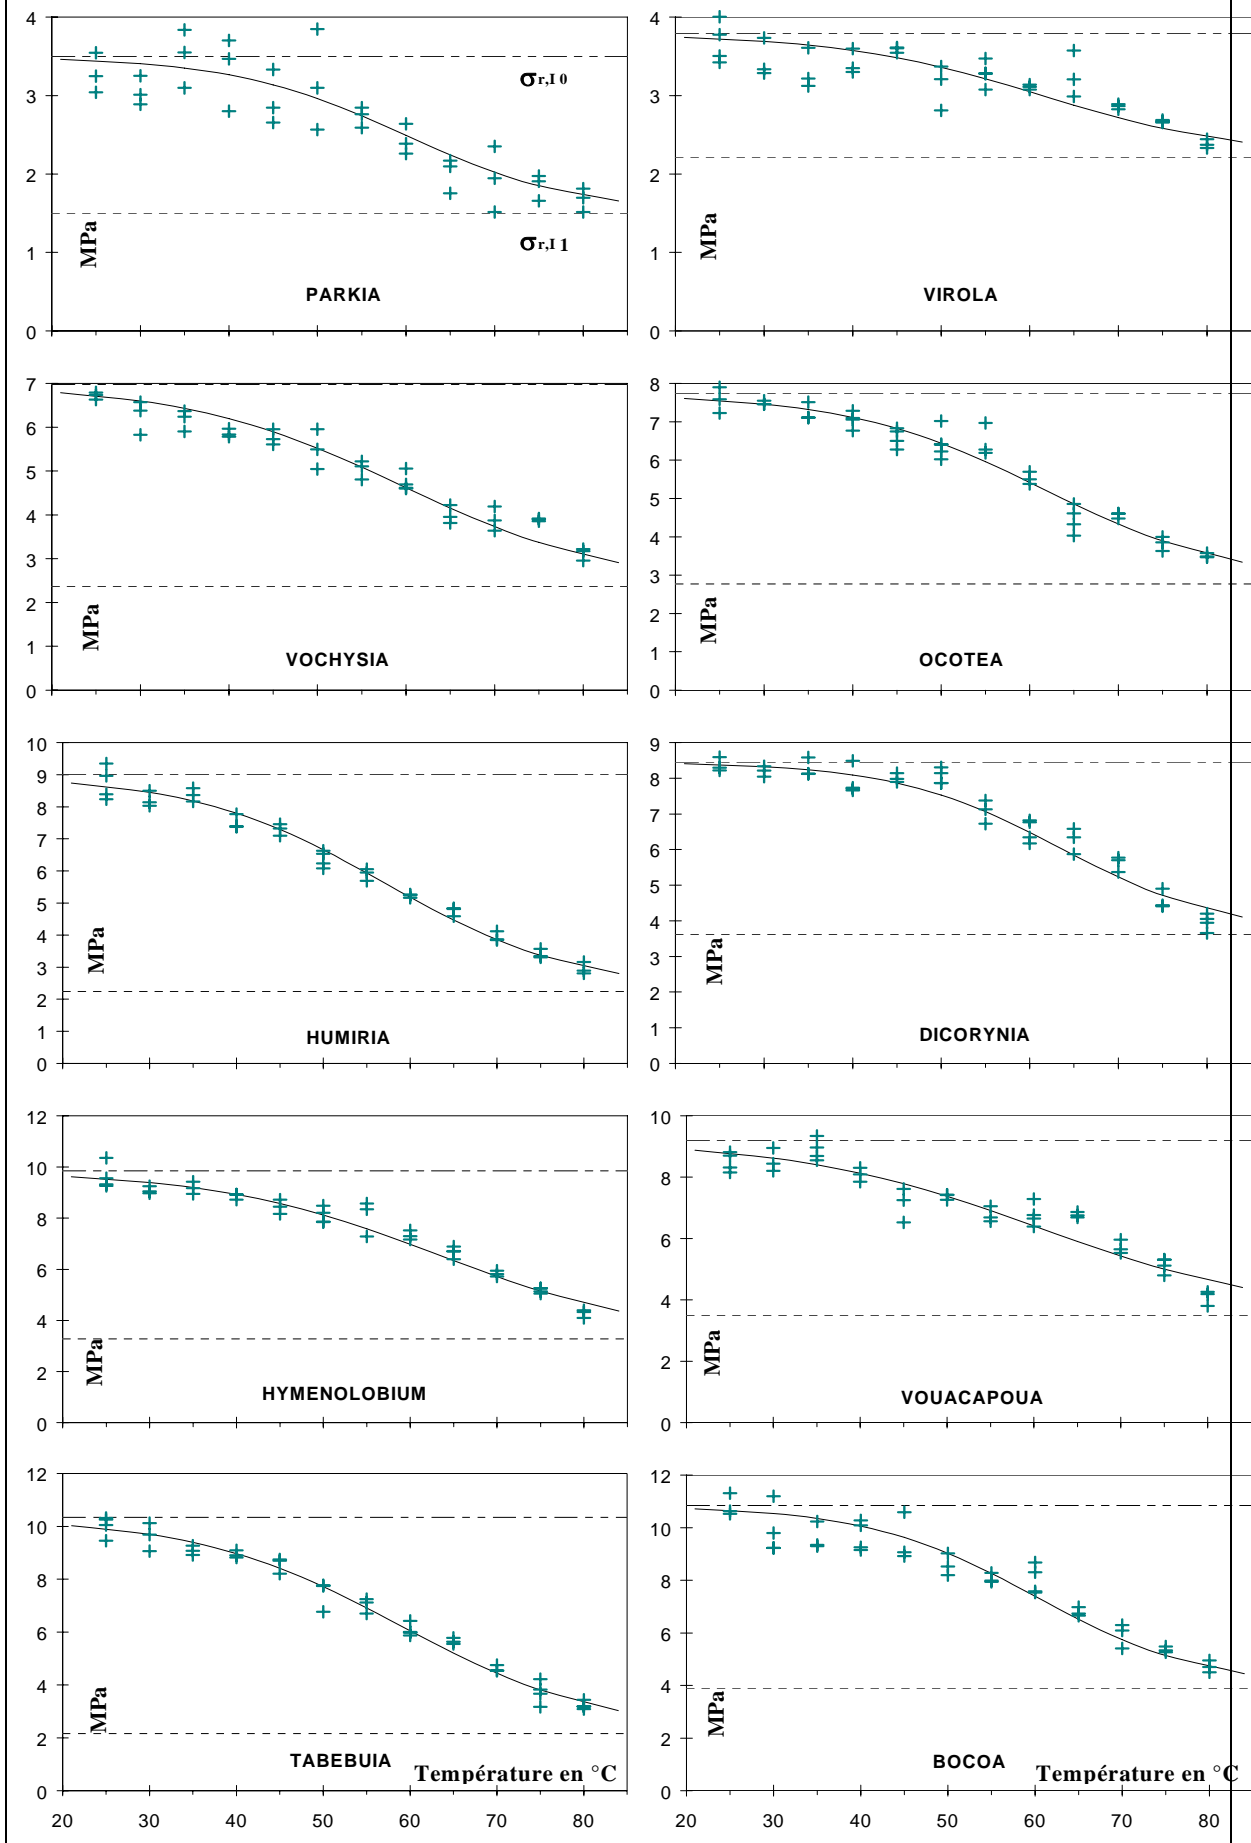 4
3
2
1
0
MPa
σr,I 0
σr,I 1
PARKIA
4
3
2
1
0
MPa
VIROLA
7
6
5
4
3
2
1
0
MPa
VOCHYSIA
8
7
6
5
4
3
2
1
0
MPa
OCOTEA
10
9
8
7
6
5
4
3
2
1
0
MPa
HUMIRIA
9
8
7
6
5
4
3
2
1
0
MPa
DICORYNIA
12
10
8
6
4
2
0
MPa
HYMENOLOBIUM
10
8
6
4
2
0
MPa
VOUACAPOUA
12
10
8
6
4
2
0
MPa
TABEBUIA
Température en °C
20 30 40 50 60 70 80
12
10
8
6
4
2
0
MPa
BOCOA
Température en °C
20 30 40 50 60 70 80